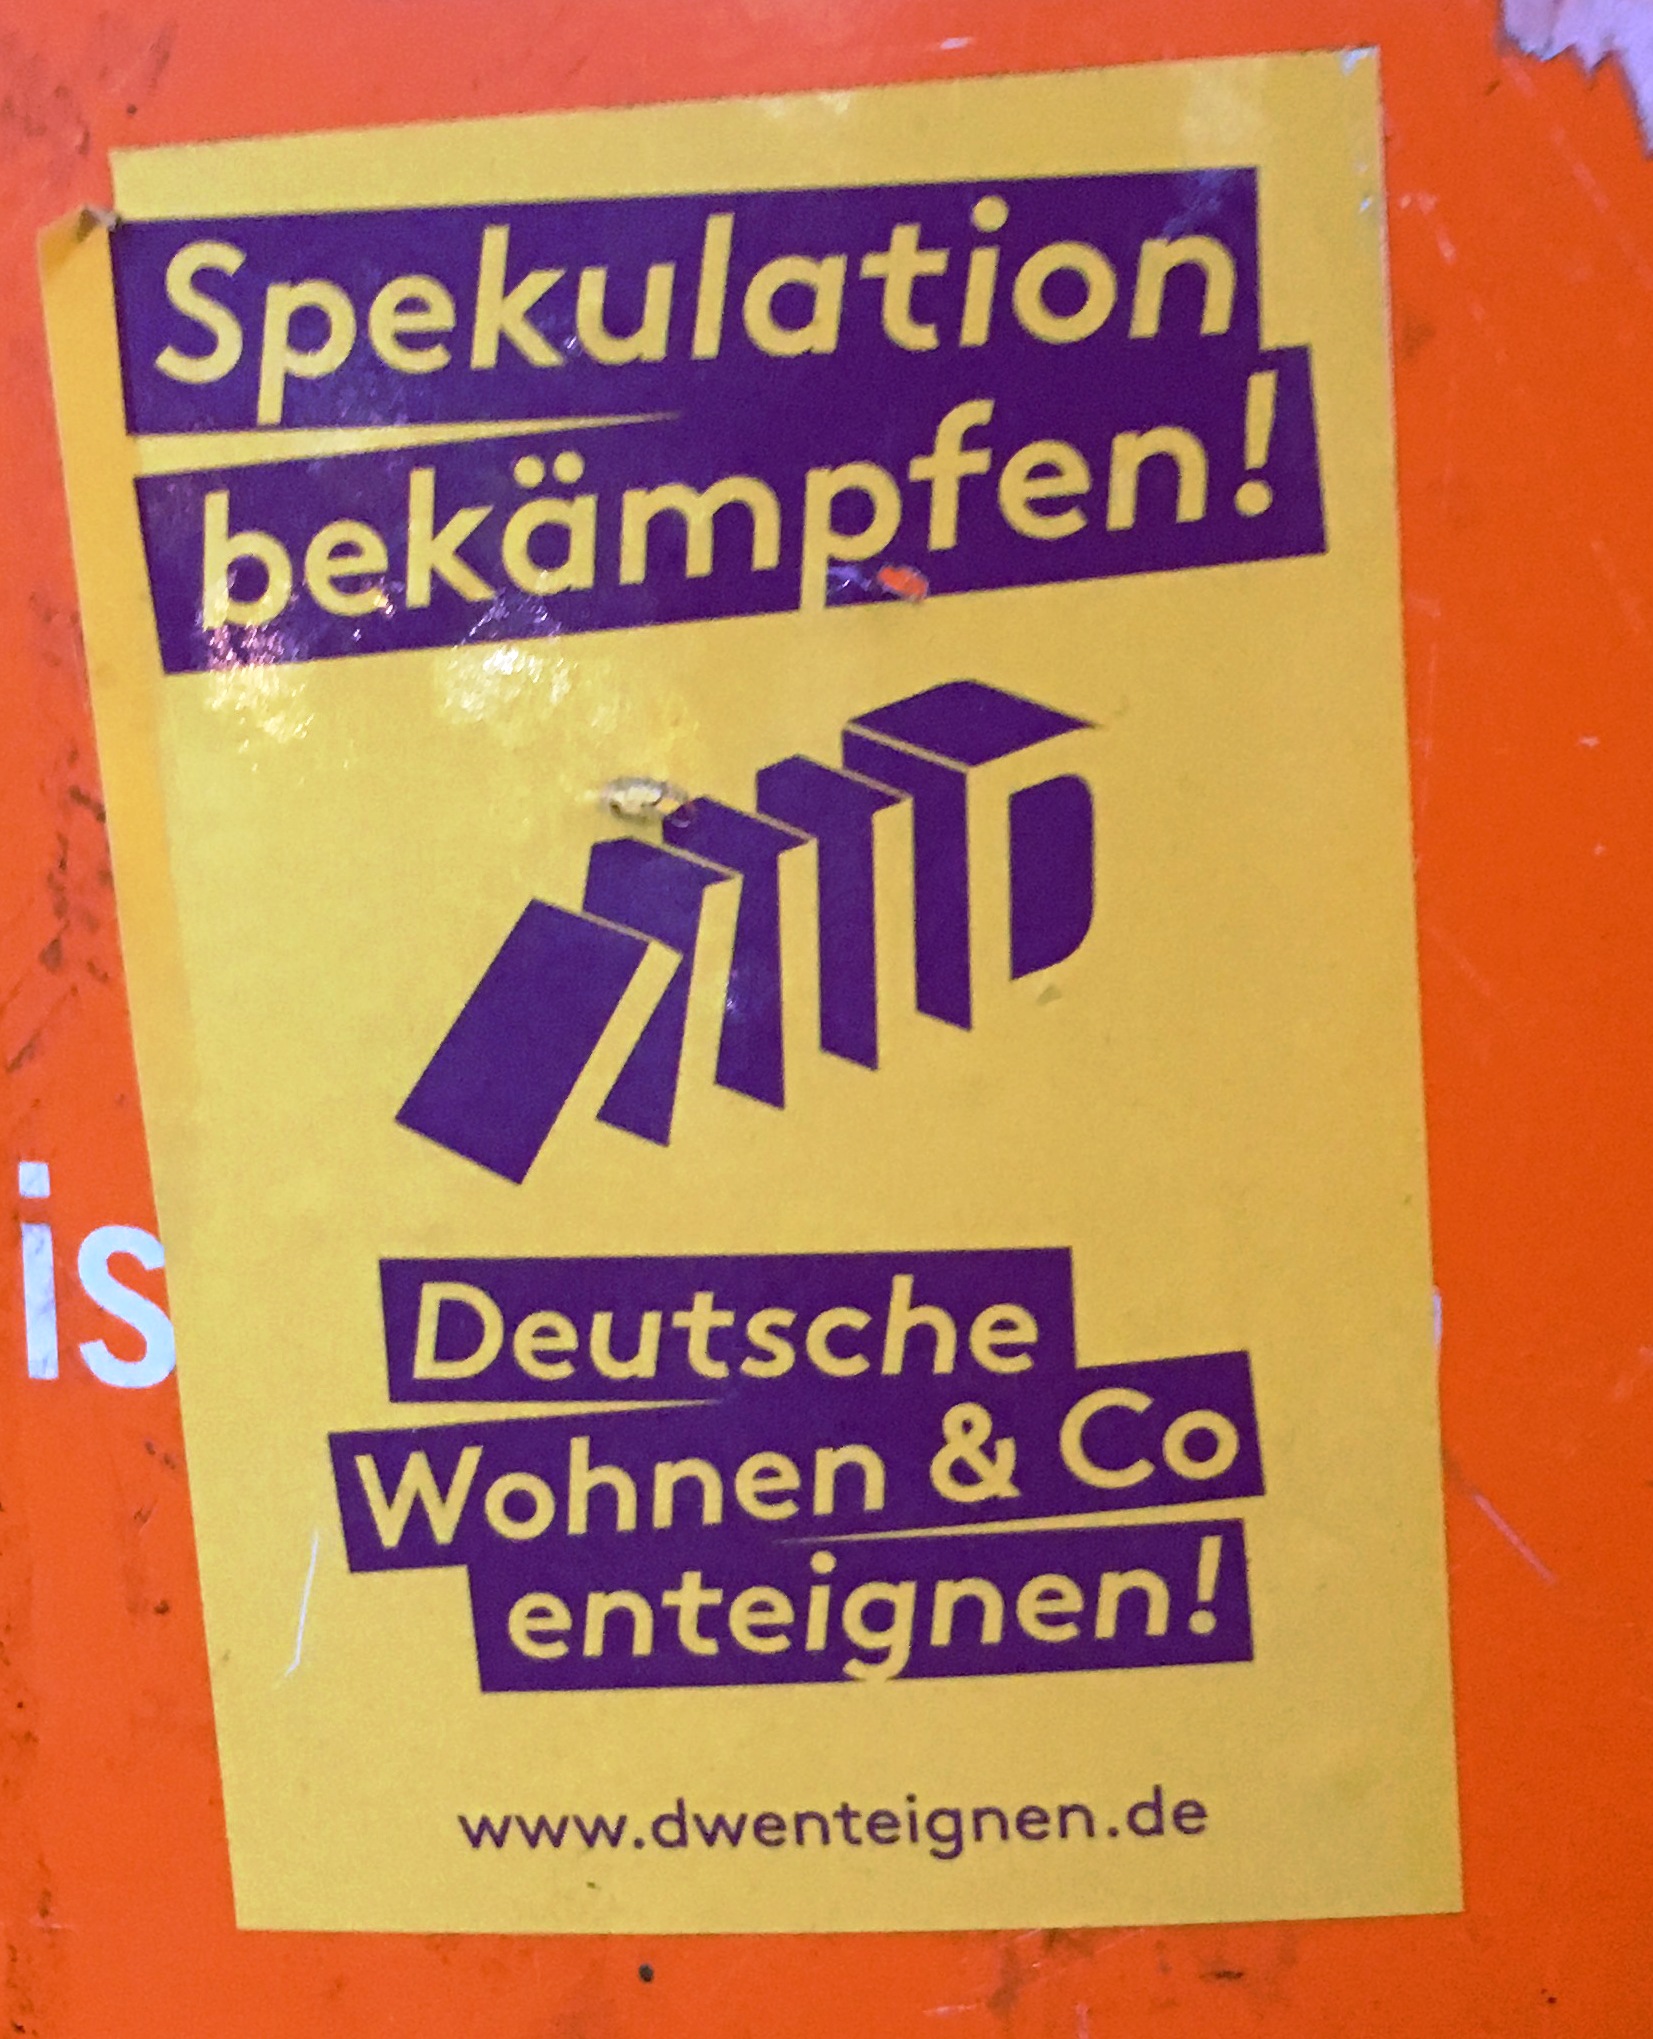 Spekulation
bekämpfen!
Deutsche
Wohnen & Co
enteignen!
www.dwenteignen.de
is